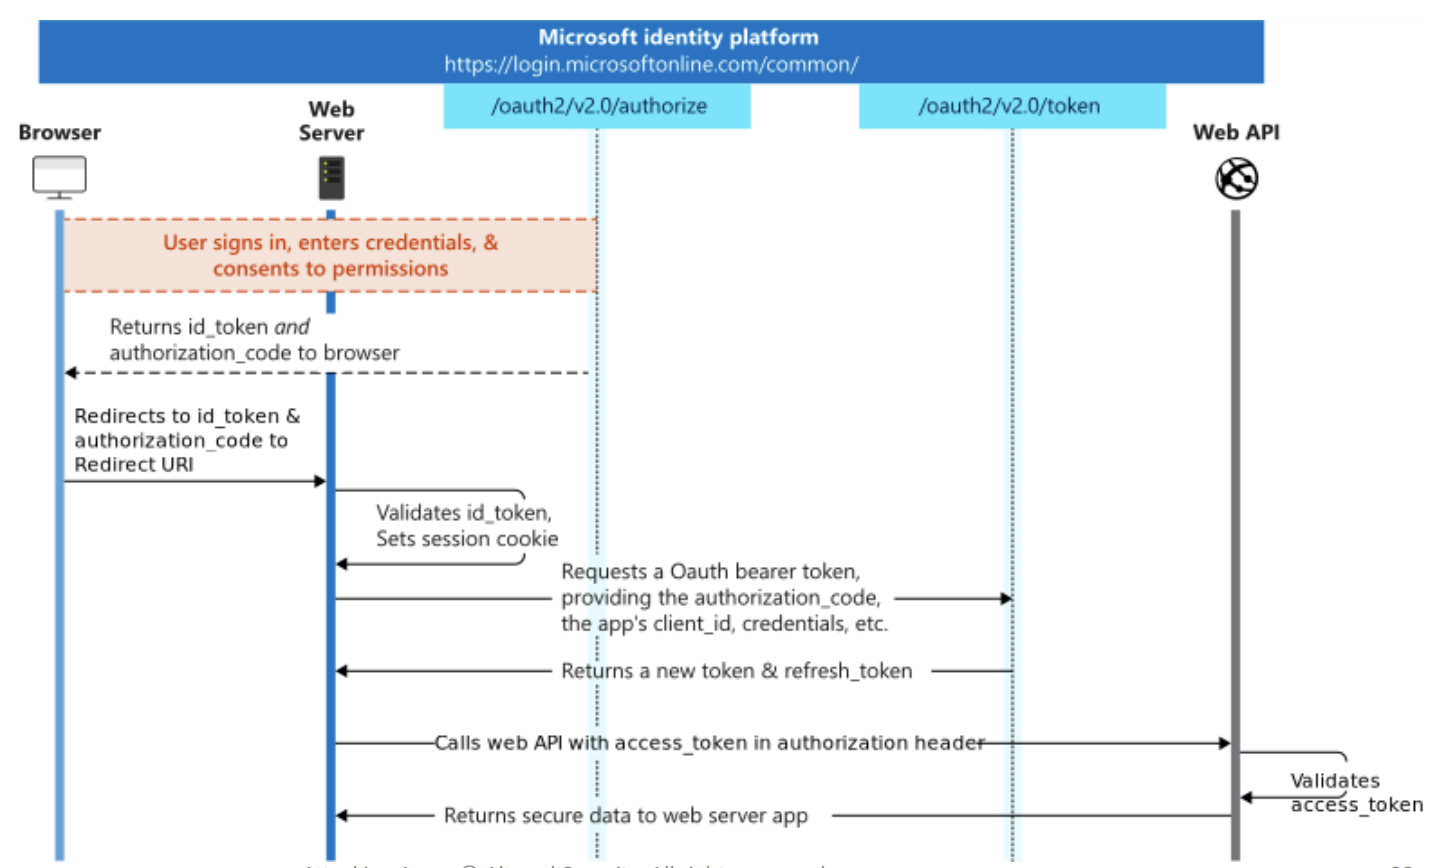 Microsoft identity platform
https://login.microsoftonline.com/common/
/oauth2/v2.0/authorize
/oauth2/v2.0/token
Browser
Web
Server
Web API
User signs in, enters credentials, &
consents to permissions
Returns id_token and
authorization_code to browser
Redirects to id_token &
authorization_code to
Redirect URI
Validates id_token,
Sets session cookie
Requests a Oauth bearer token,
providing the authorization_code,
the app's client_id, credentials, etc.
Returns a new token & refresh_token
Calls web API with access_token in authorization header
Validates
access_token
Returns secure data to web server app